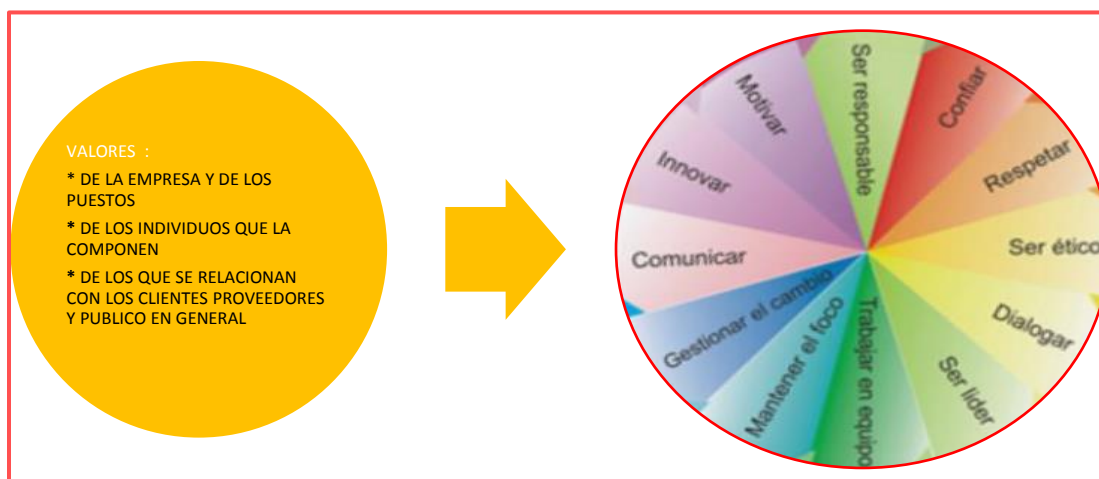 VALORES :
* DE LA EMPRESA Y DE LOS
PUESTOS
* DE LOS INDIVIDUOS QUE LA
COMPONEN
* DE LOS QUE SE RELACIONAN
CON LOS CLIENTES PROVEEDORES
Y PUBLICO EN GENERAL
Ser responsable
Confiar
Respetar
Ser ético
Dialogar
Ser líder
Trabajar en equipo
Mantener el foco
Gestionar el cambio
Comunicar
Innovar
Motivar